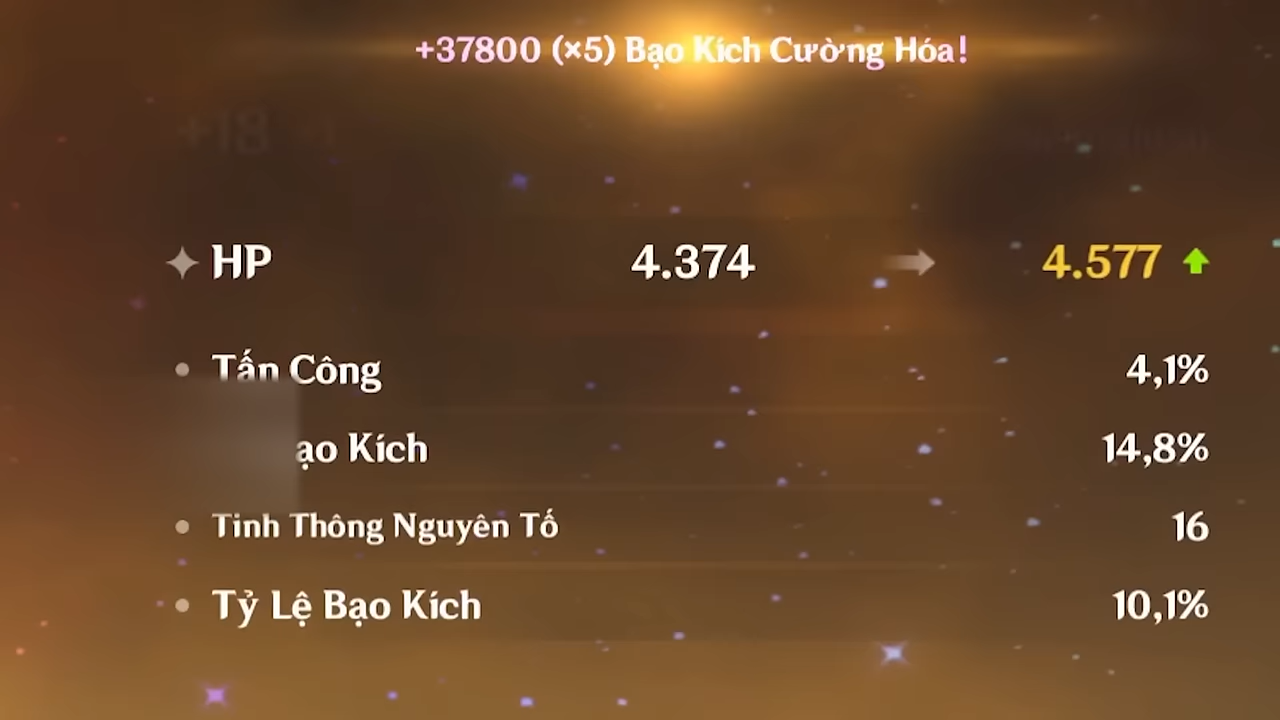 +37800 (×5) Bạo Kích Cường Hóa!
+18
HP 4.374 4.577
Tấn Công 4,1%
Kích 14,8%
Tinh Thông Nguyên Tố 16
Tỷ Lệ Bạo Kích 10,1%